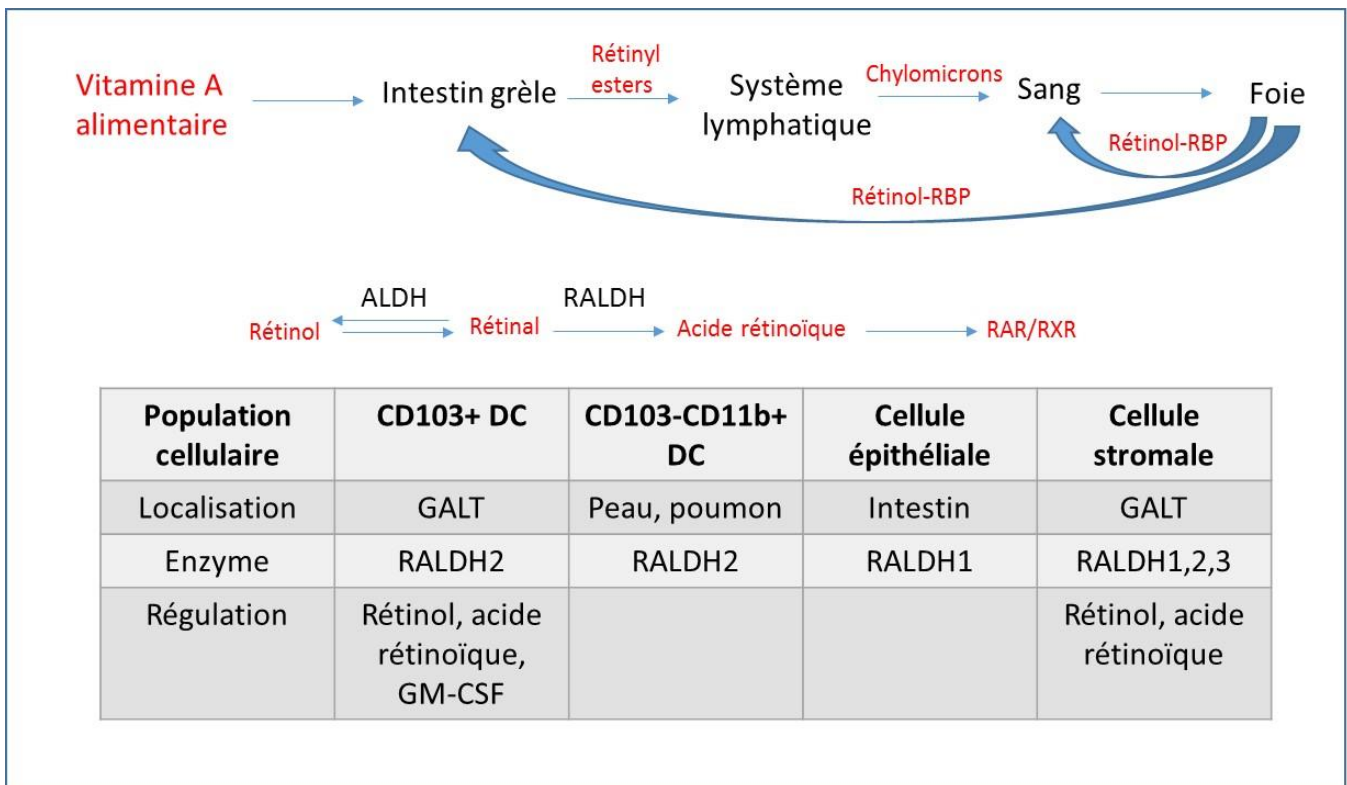 Vitamine A
alimentaire
Intestin grèle
Rétinyl
esters
Système
lymphatique
Chylomicrons
Sang
Foie
Rétinol-RBP
Rétinol-RBP
ALDH
RALDH
Rétinol
Rétinal
Acide rétinoïque
RAR/RXR
Population
cellulaire
CD103+ DC
CD103-CD11b+
DC
Cellule
épithéliale
Cellule
stromale
Localisation
GALT
Peau, poumon
Intestin
GALT
Enzyme
RALDH2
RALDH2
RALDH1
RALDH1,2,3
Régulation
Rétinol, acide
rétinoïque,
GM-CSF
Rétinol, acide
rétinoïque